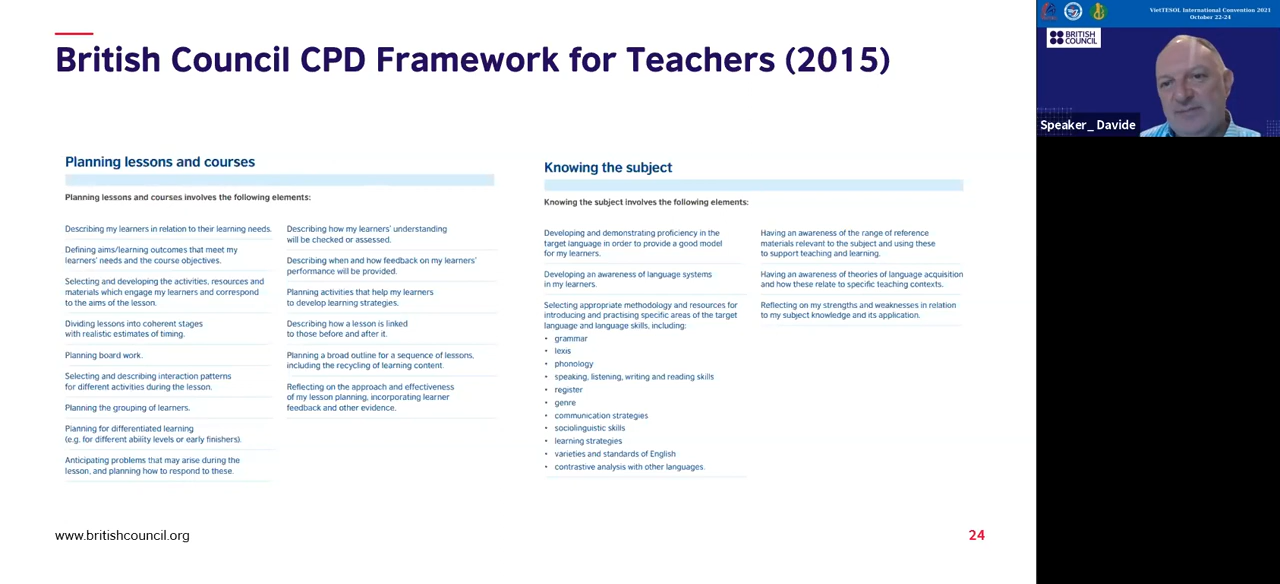 British Council CPD Framework for Teachers (2015)
Planning lessons and courses
Planning lessons and courses involves the following elements:
Describing my learners in relation to their learning needs.
Defining aims/learning outcomes that meet my
learners' needs and the course objectives.
Selecting and developing the activities, resources and
materials which engage my learners and correspond
to the aims of the lesson.
Dividing lessons into coherent stages
with realistic estimates of timing.
Planning board work.
Selecting and describing interaction patterns
for different activities during the lesson.
Planning the grouping of learners.
Planning for differentiated learning
(e.g. for different ability levels or early finishers).
Anticipating problems that may arise during the
lesson, and planning how to respond to these.
Describing how my learners' understanding
will be checked or assessed.
Describing when and how feedback on my learners'
performance will be provided.
Planning activities that help my learners
to develop learning strategies.
Describing how a lesson is linked
to those before and after it.
Planning a broad outline for a sequence of lessons,
including the recycling of learning content.
Reflecting on the approach and effectiveness
of my lesson planning, incorporating learner
feedback and other evidence.
Knowing the subject
Knowing the subject involves the following elements:
Developing and demonstrating proficiency in the
target language in order to provide a good model
for my learners.
Developing an awareness of language systems
in my learners.
Selecting appropriate methodology and resources for
introducing and practising specific areas of the target
language and language skills, including:
• grammar
• lexis
• phonology
• speaking, listening, writing and reading skills
• register
• genre
• communication strategies
• sociolinguistic skills
• learning strategies
• varieties and standards of English
• contrastive analysis with other languages.
Having an awareness of the range of reference
materials relevant to the subject and using these
to support teaching and learning.
Having an awareness of theories of language acquisition
and how these relate to specific teaching contexts.
Reflecting on my strengths and weaknesses in relation
to my subject knowledge and its application.
www.britishcouncil.org
24
VietTESOL International Convention 2021
October 22-24
BRITISH
COUNCIL
Speaker_ Davide